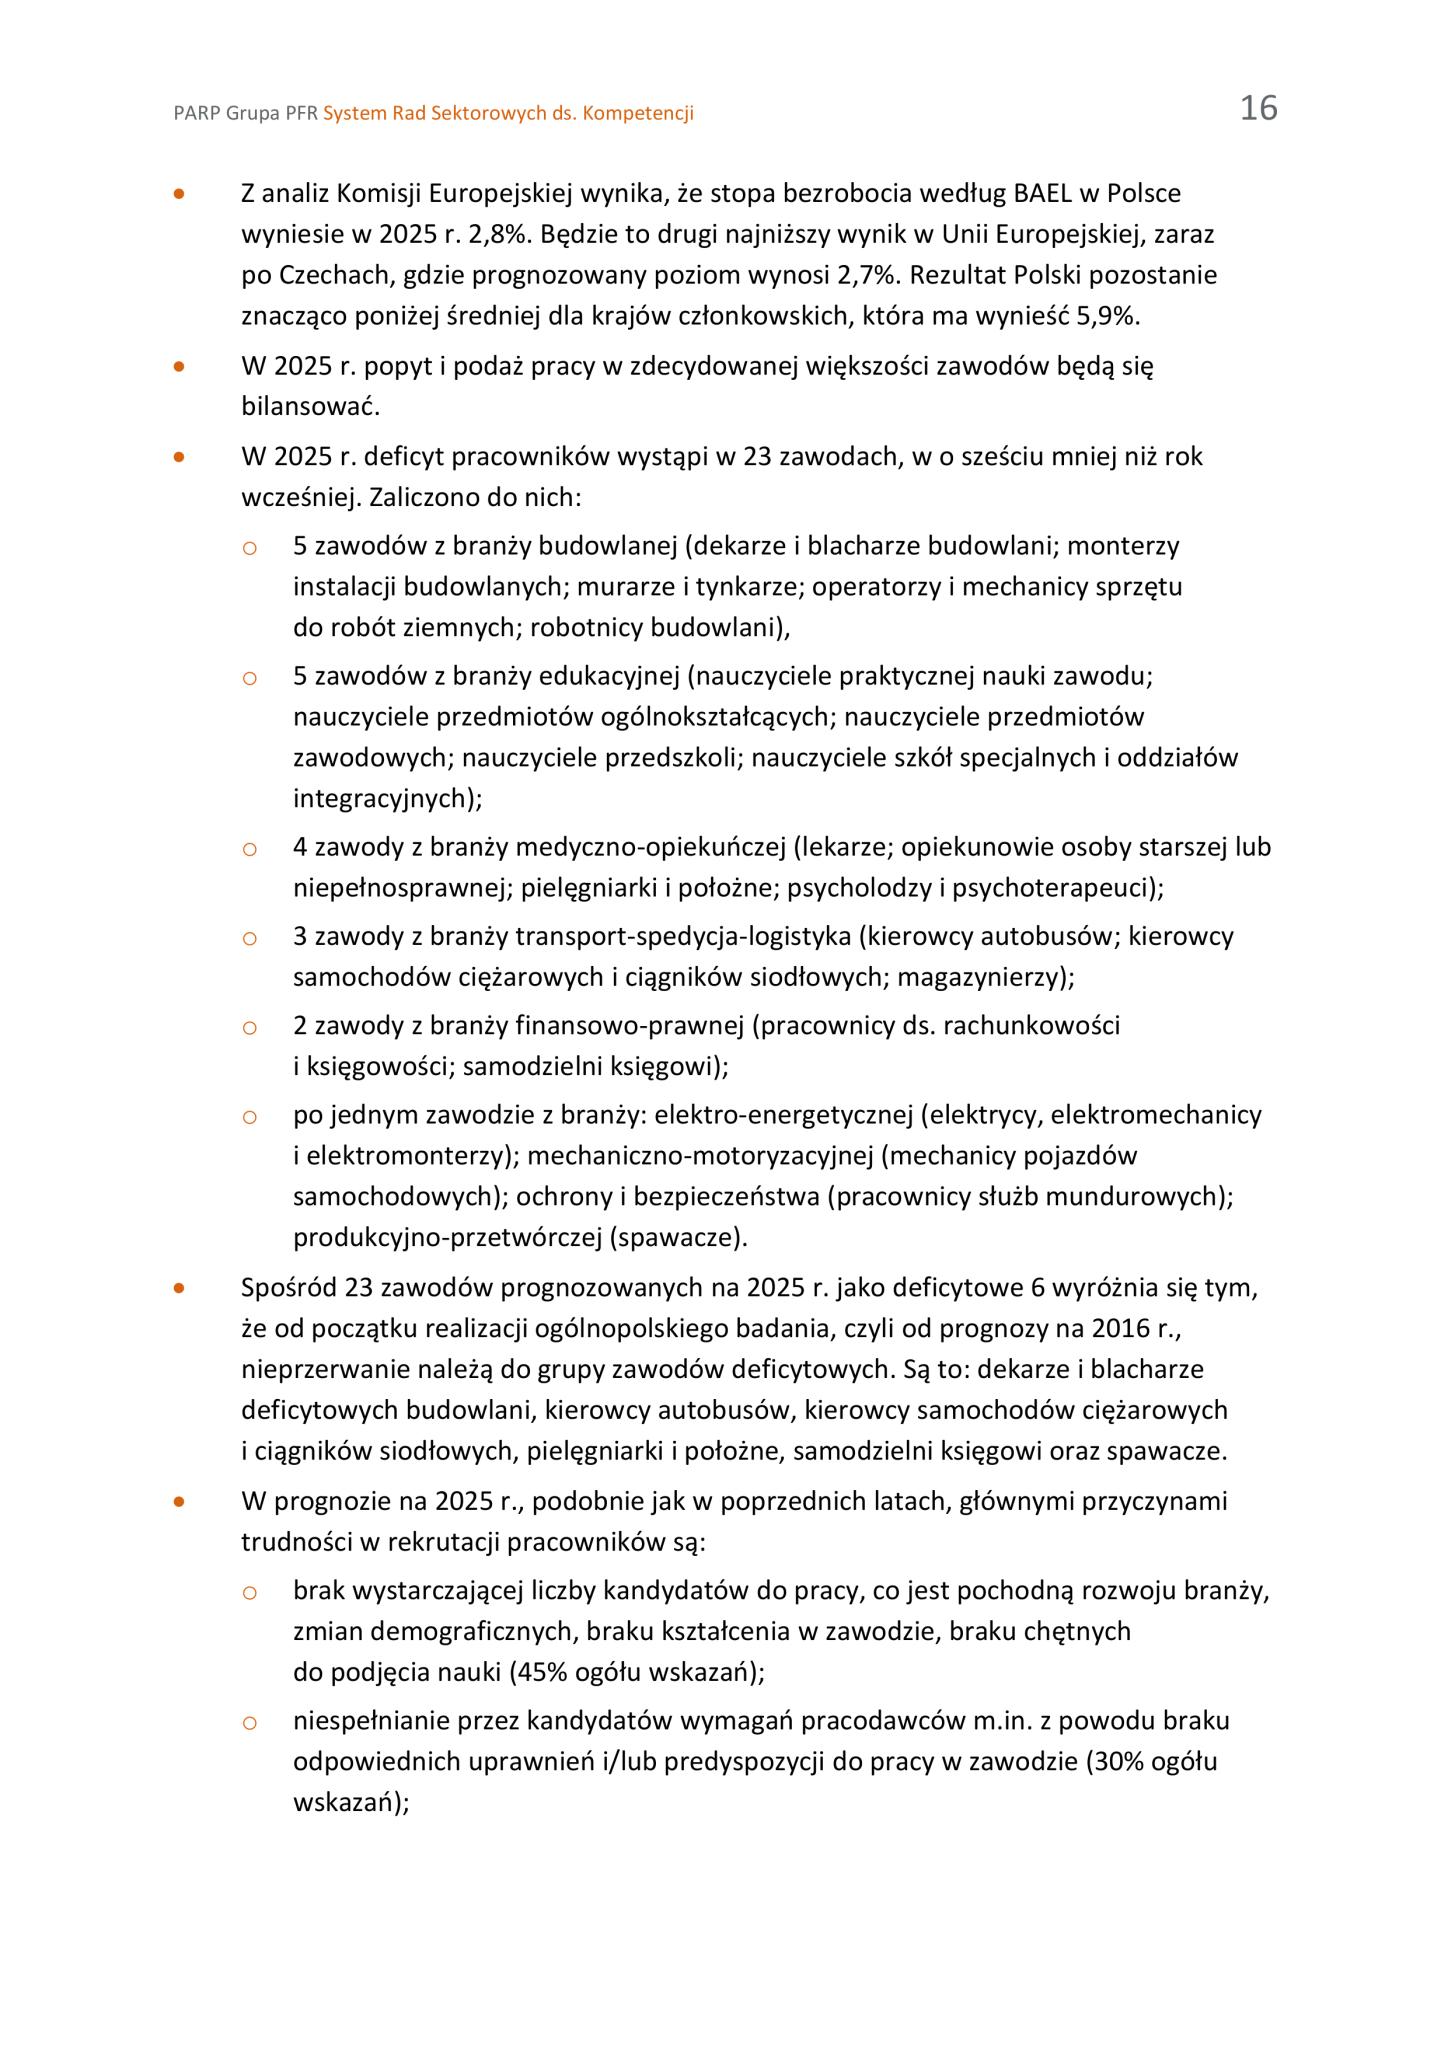 PARP Grupa PFR System Rad Sektorowych ds. Kompetencji 16
• Z analiz Komisji Europejskiej wynika, że stopa bezrobocia według BAEL w Polsce
wyniesie w 2025 r. 2,8%. Będzie to drugi najniższy wynik w Unii Europejskiej, zaraz
po Czechach, gdzie prognozowany poziom wynosi 2,7%. Rezultat Polski pozostanie
znacząco poniżej średniej dla krajów członkowskich, która ma wynieść 5,9%.
• W 2025 r. popyt i podaż pracy w zdecydowanej większości zawodów będą się
bilansować.
• W 2025 r. deficyt pracowników wystąpi w 23 zawodach, w o sześciu mniej niż rok
wcześniej. Zaliczono do nich:
o 5 zawodów z branży budowlanej (dekarze i blacharze budowlani; monterzy
instalacji budowlanych; murarze i tynkarze; operatorzy i mechanicy sprzętu
do robót ziemnych; robotnicy budowlani),
o 5 zawodów z branży edukacyjnej (nauczyciele praktycznej nauki zawodu;
nauczyciele przedmiotów ogólnokształcących; nauczyciele przedmiotów
zawodowych; nauczyciele przedszkoli; nauczyciele szkół specjalnych i oddziałów
integracyjnych);
o 4 zawody z branży medyczno-opiekuńczej (lekarze; opiekunowie osoby starszej lub
niepełnosprawnej; pielęgniarki i położne; psycholodzy i psychoterapeuci);
o 3 zawody z branży transport-spedycja-logistyka (kierowcy autobusów; kierowcy
samochodów ciężarowych i ciągników siodłowych; magazynierzy);
o 2 zawody z branży finansowo-prawnej (pracownicy ds. rachunkowości
i księgowości; samodzielni księgowi);
o po jednym zawodzie z branży: elektro-energetycznej (elektrycy, elektromechanicy
i elektromonterzy); mechaniczno-motoryzacyjnej (mechanicy pojazdów
samochodowych); ochrony i bezpieczeństwa (pracownicy służb mundurowych);
produkcyjno-przetwórczej (spawacze).
• Spośród 23 zawodów prognozowanych na 2025 r. jako deficytowe 6 wyróżnia się tym,
że od początku realizacji ogólnopolskiego badania, czyli od prognozy na 2016 r.,
nieprzerwanie należą do grupy zawodów deficytowych. Są to: dekarze i blacharze
deficytowych budowlani, kierowcy autobusów, kierowcy samochodów ciężarowych
i ciągników siodłowych, pielęgniarki i położne, samodzielni księgowi oraz spawacze.
• W prognozie na 2025 r., podobnie jak w poprzednich latach, głównymi przyczynami
trudności w rekrutacji pracowników są:
o brak wystarczającej liczby kandydatów do pracy, co jest pochodną rozwoju branży,
zmian demograficznych, braku kształcenia w zawodzie, braku chętnych
do podjęcia nauki (45% ogółu wskazań);
o niespełnianie przez kandydatów wymagań pracodawców m.in. z powodu braku
odpowiednich uprawnień i/lub predyspozycji do pracy w zawodzie (30% ogółu
wskazań);